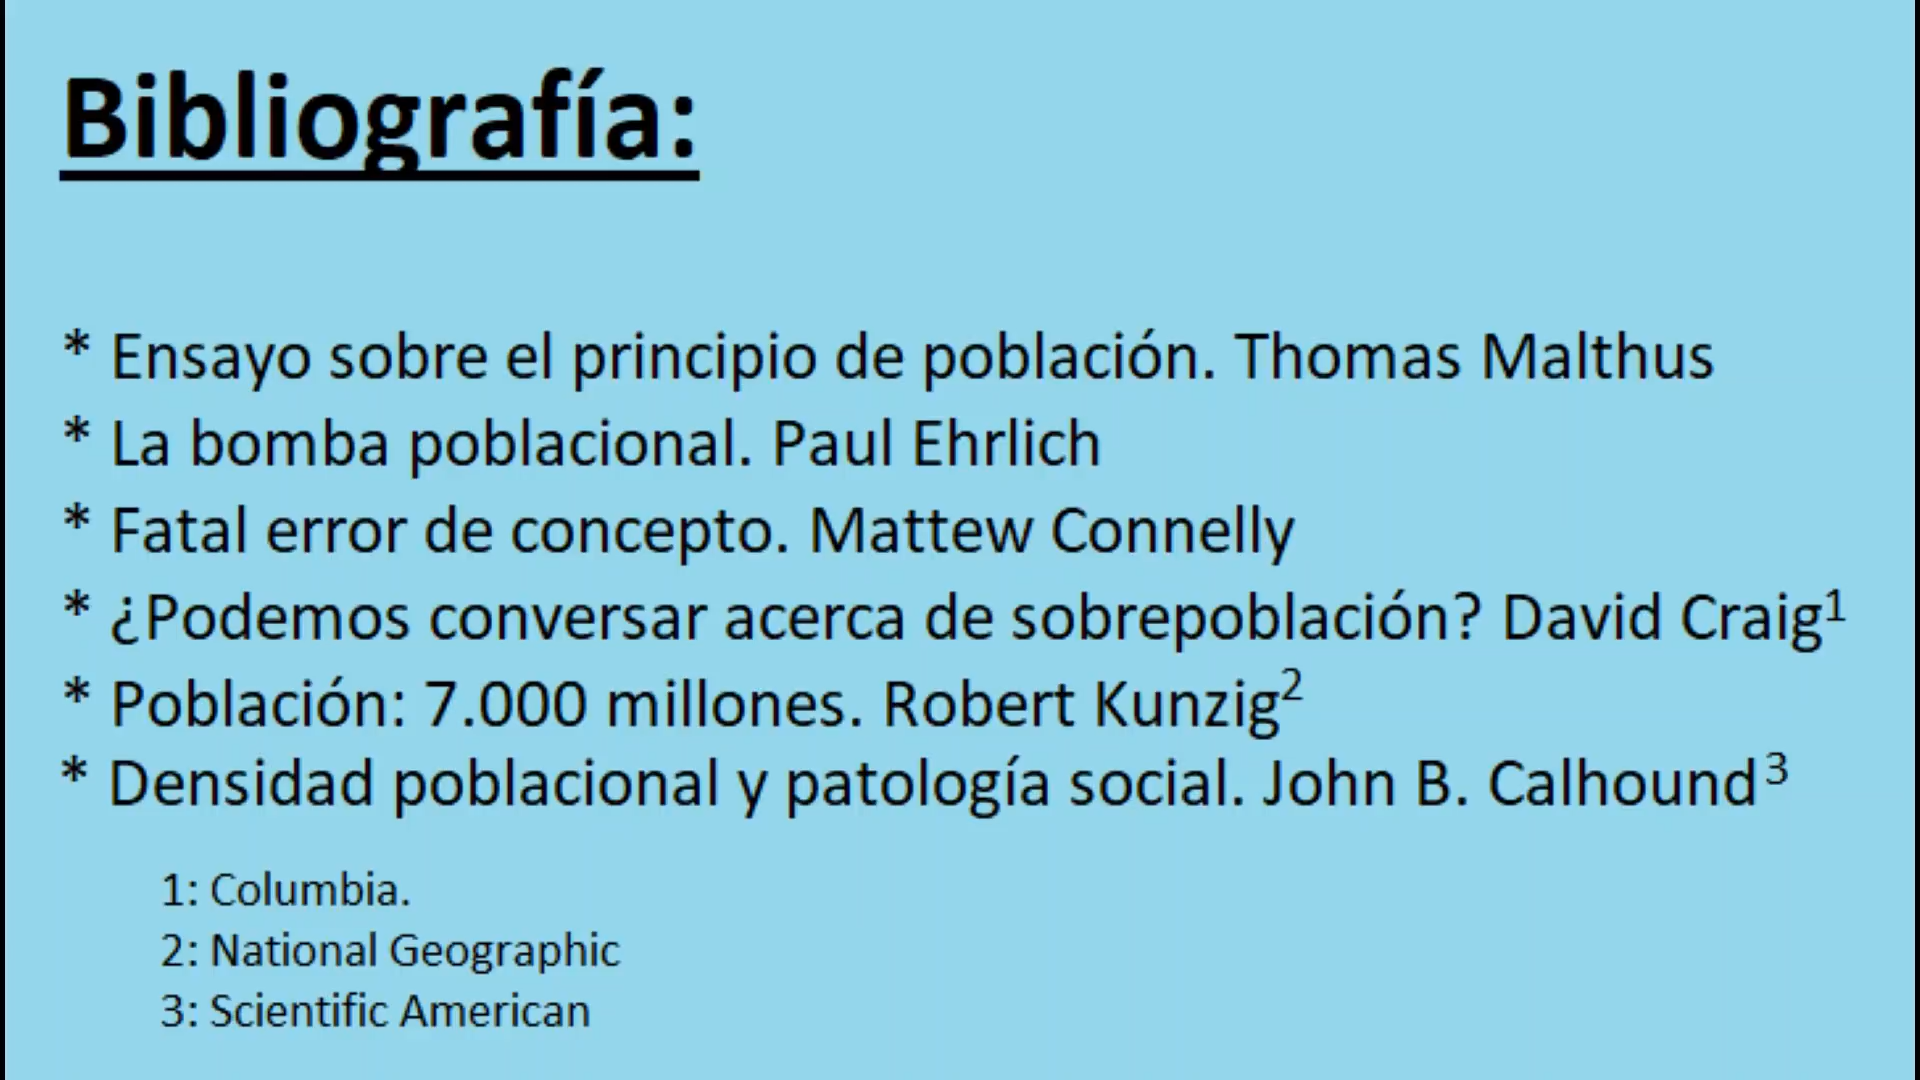 Bibliografía:
* Ensayo sobre el principio de población. Thomas Malthus
* La bomba poblacional. Paul Ehrlich
* Fatal error de concepto. Mattew Connelly
* ¿Podemos conversar acerca de sobrepoblación? David Craig¹
* Población: 7.000 millones. Robert Kunzig²
* Densidad poblacional y patología social. John B. Calhound³
1: Columbia.
2: National Geographic
3: Scientific American